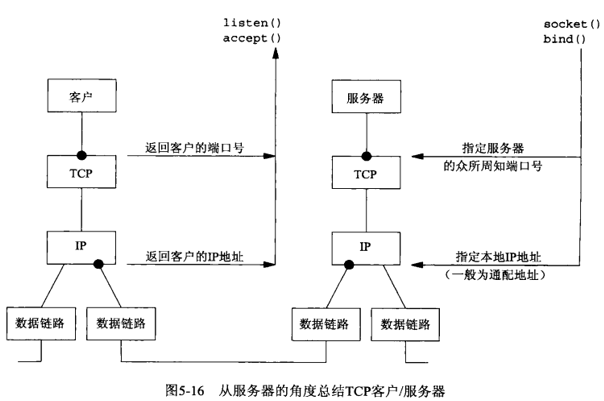 listen()
accept()
socket()
bind()
客户
服务器
返回客户的端口号
指定服务器
的众所周知端口号
TCP
TCP
IP
IP
返回客户的IP地址
指定本地IP地址
（一般为通配地址）
数据链路
数据链路
数据链路
数据链路
图5-16 从服务器的角度总结TCP客户/服务器